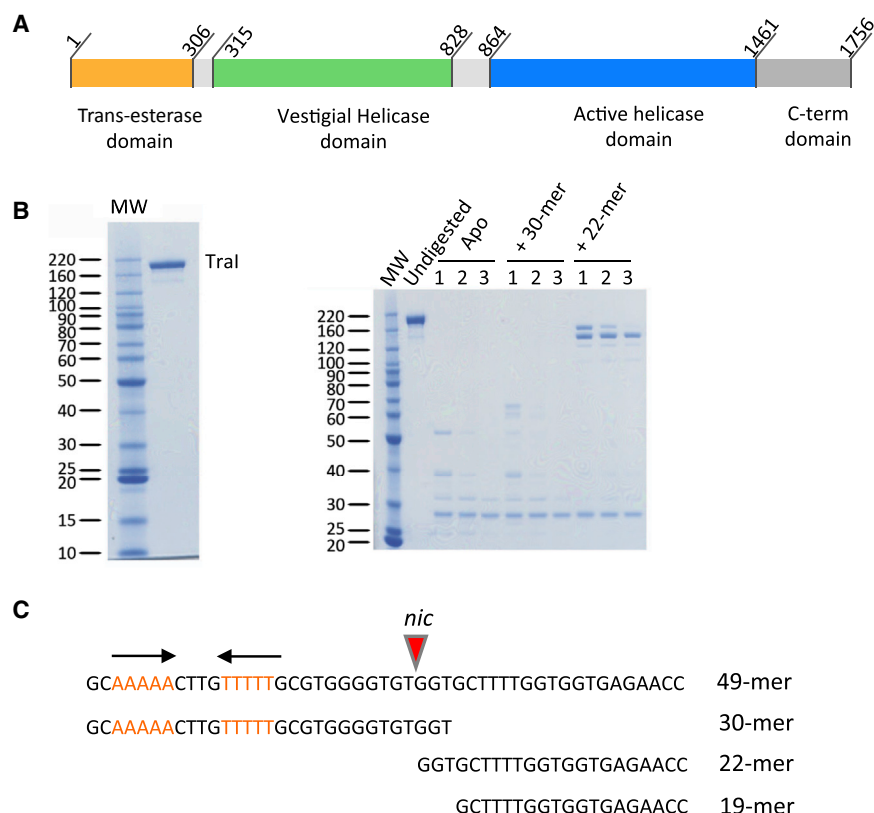 A
1 306 315 828 864 1461 1756
Trans-esterase domain
Vestigial Helicase domain
Active helicase domain
C-term domain
B
MW
220
160
120
100
90
80
70
60
50
40
30
25
20
15
10
TraI
MW Undigested Apo + 30-mer + 22-mer
1 2 3 1 2 3 1 2 3
220
160
120
100
90
80
70
60
50
40
30
25
20
C
nic
GCAAAAACTTGTTTTTGCGTGGGGTGTGGTGCTTTTGGTGGTGAGAACC 49-mer
GCAAAAACTTGTTTTTGCGTGGGGTGTGGT 30-mer
GGTGCTTTTGGTGGTGAGAACC 22-mer
GCTTTTGGTGGTGAGAACC 19-mer